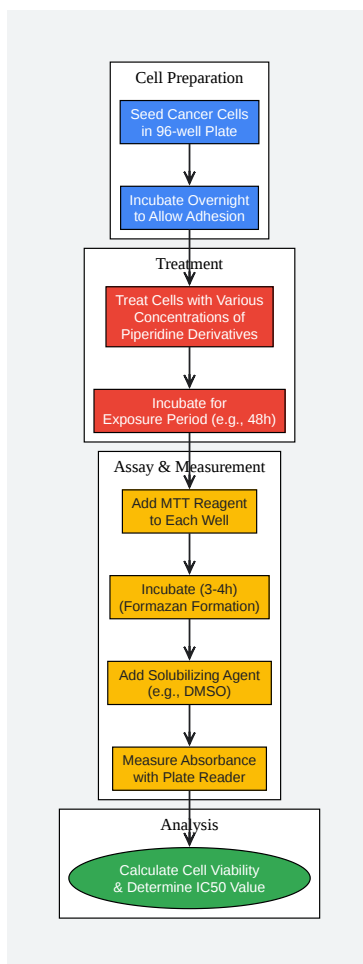 Cell Preparation
Seed Cancer Cells
in 96-well Plate
Incubate Overnight
to Allow Adhesion
Treatment
Treat Cells with Various
Concentrations of
Piperidine Derivatives
Incubate for
Exposure Period (e.g., 48h)
Assay & Measurement
Add MTT Reagent
to Each Well
Incubate (3-4h)
(Formazan Formation)
Add Solubilizing Agent
(e.g., DMSO)
Measure Absorbance
with Plate Reader
Analysis
Calculate Cell Viability
& Determine IC50 Value